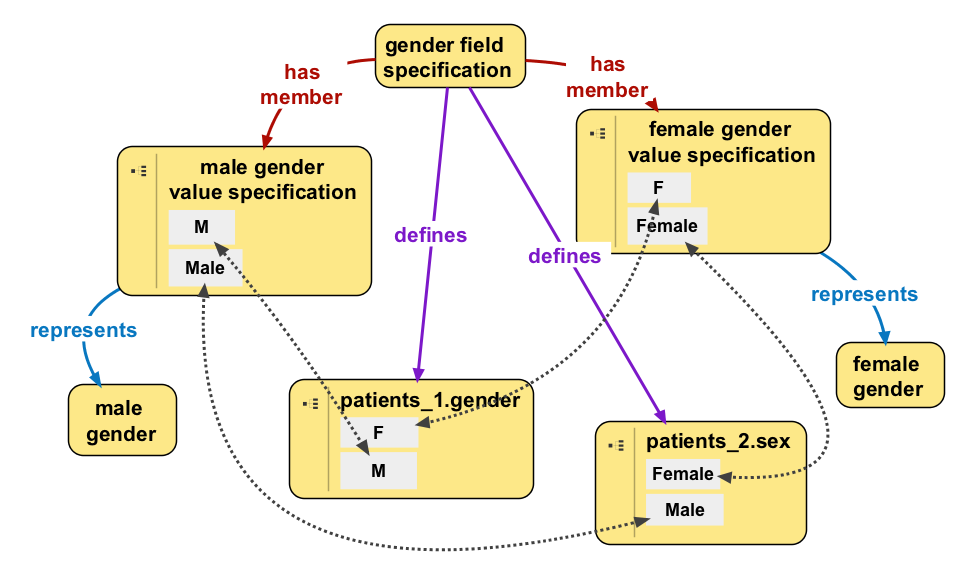 gender field
specification
has
member
has
member
male gender
value specification
M
Male
female gender
value specification
F
Female
defines
defines
represents
represents
male
gender
patients_1.gender
F
M
patients_2.sex
Female
Male
female
gender